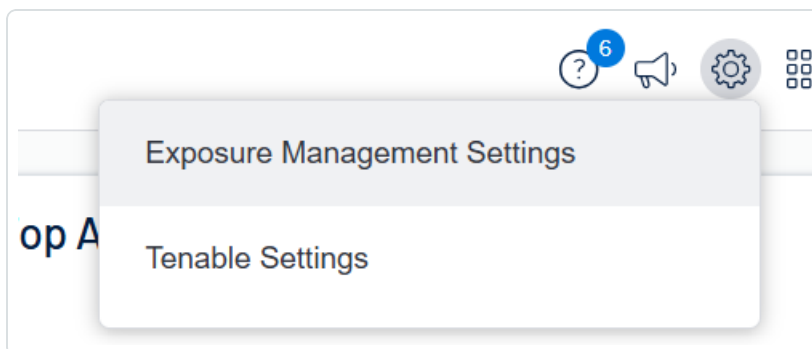 6
?
Exposure Management Settings
op A
Tenable Settings